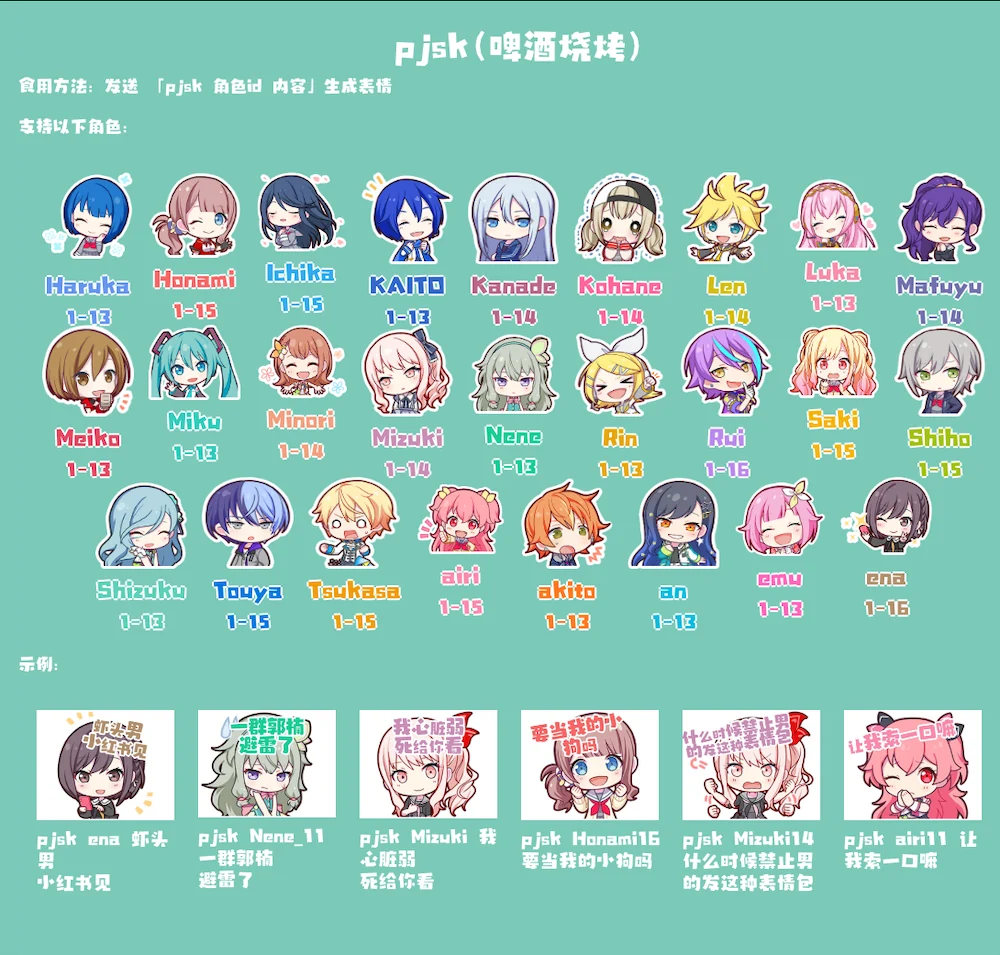 pjsk(啤酒烧烤)
食用方法: 发送 「pjsk 角色id 内容」生成表情
支持以下角色:
Haruka Honami Ichika KAITO Kanade Kohane Len Luka Mafuyu
1-13 1-15 1-15 1-13 1-14 1-14 1-14 1-13 1-14
Meiko Miku Minori Mizuki Nene Rin Rui Saki Shiho
1-13 1-13 1-14 1-14 1-13 1-13 1-16 1-15 1-15
Shizuku Touya Tsukasa airi akito an emu ena
1-13 1-15 1-15 1-15 1-13 1-13 1-13 1-16
示例:
虾头男
小红书见
一群郭楠
避雷了
我心脏弱
死给你看
要当我的小
狗吗
什么时候禁止男
的发这种表情包
让我索一口嘛
pjsk ena 虾头
男
小红书见
pjsk Nene_11
一群郭楠
避雷了
pjsk Mizuki 我
心脏弱
死给你看
pjsk Honami16
要当我的小狗吗
pjsk Mizuki14
什么时候禁止男
的发这种表情包
pjsk airi11 让
我索一口嘛